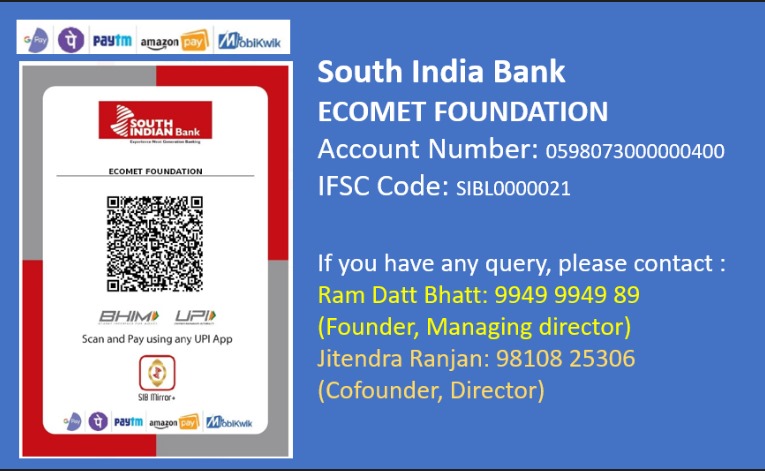 G Pay पे paytm amazon pay MobiKwik
SOUTH
INDIAN Bank
Experience Next Generation Banking
ECOMET FOUNDATION
BHIM UPI
Scan and Pay using any UPI App
SIB Mirror+
G Pay पे paytm amazon pay MobiKwik
South India Bank
ECOMET FOUNDATION
Account Number: 0598073000000400
IFSC Code: SIBL0000021
If you have any query, please contact :
Ram Datt Bhatt: 9949 9949 89
(Founder, Managing director)
Jitendra Ranjan: 98108 25306
(Cofounder, Director)